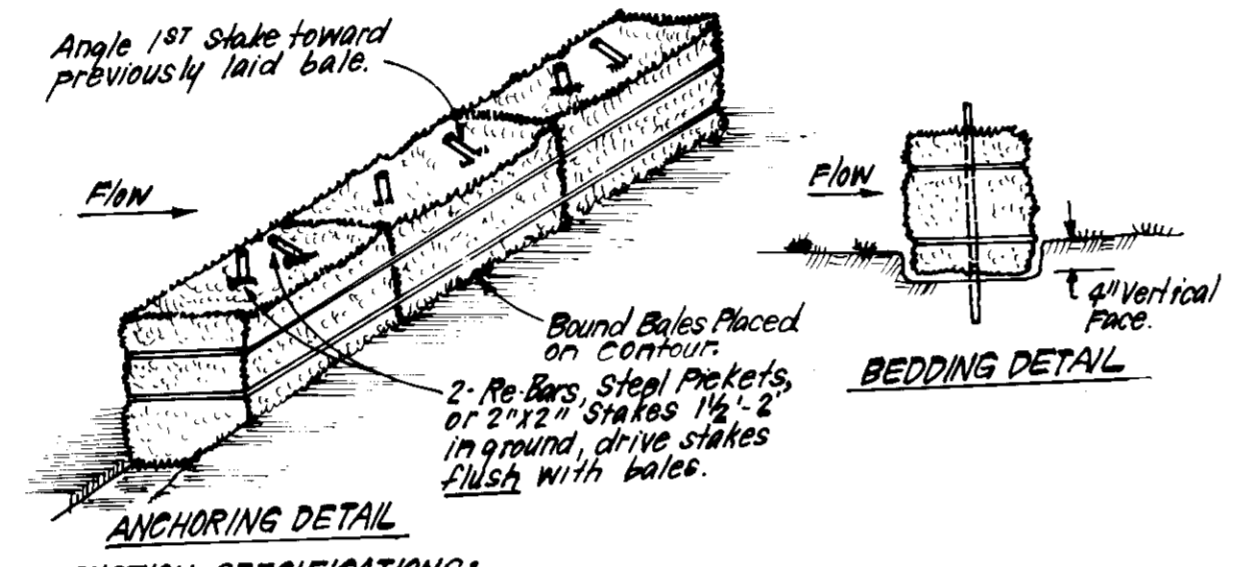 Angle 1ST stake toward
previously laid bale.
Flow
Flow
4" Vertical
Face.
Bound Bales Placed
on contour.
BEDDING DETAIL
2-Re-Bars, Steel Pickets,
or 2"x2" Stakes 1½'-2'
in ground, drive stakes
flush with bales.
ANCHORING DETAIL
SPECIFICATIONS: